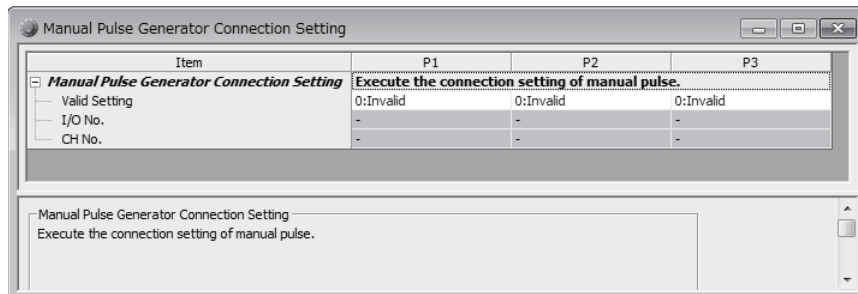 Manual Pulse Generator Connection Setting
Item P1 P2 P3
Manual Pulse Generator Connection Setting Execute the connection setting of manual pulse.
Valid Setting 0:Invalid 0:Invalid 0:Invalid
I/O No. - - -
CH No. - - -
Manual Pulse Generator Connection Setting
Execute the connection setting of manual pulse.